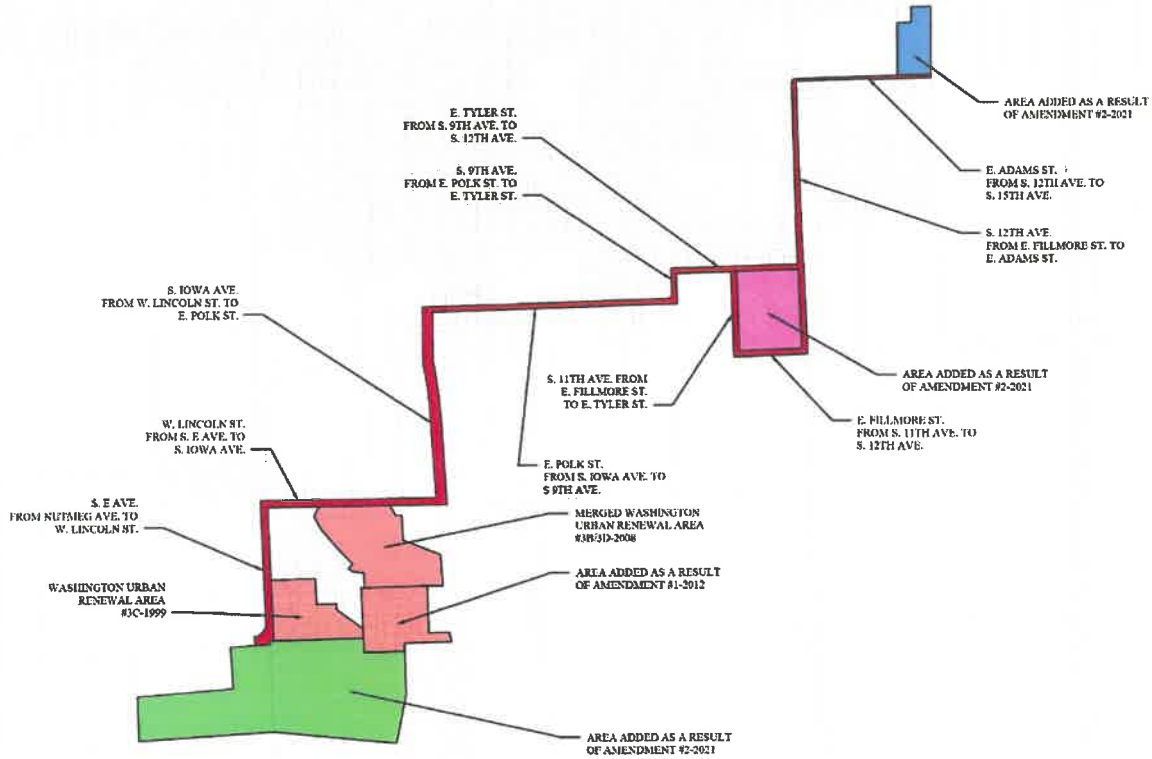 AREA ADDED AS A RESULT
OF AMENDMENT #2-2021
E. TYLER ST.
FROM S. 9TH AVE. TO
S. 12TH AVE.
S. 9TH AVE.
FROM E. POLK ST. TO
E. TYLER ST.
E. ADAMS ST.
FROM S. 12TH AVE. TO
S. 15TH AVE.
S. 12TH AVE.
FROM E. FILLMORE ST. TO
E. ADAMS ST.
S. IOWA AVE.
FROM W. LINCOLN ST. TO
E. POLK ST.
S. 11TH AVE. FROM
E. FILLMORE ST.
TO E. TYLER ST.
AREA ADDED AS A RESULT
OF AMENDMENT #2-2021
E. FILLMORE ST.
FROM S. 11TH AVE. TO
S. 12TH AVE.
W. LINCOLN ST.
FROM S. E AVE. TO
S. IOWA AVE.
E. POLK ST.
FROM S. IOWA AVE. TO
S 9TH AVE.
S. E AVE.
FROM NUTMEG AVE. TO
W. LINCOLN ST.
MERGED WASHINGTON
URBAN RENEWAL AREA
#3B/3D-2008
WASHINGTON URBAN
RENEWAL AREA
#3C-1999
AREA ADDED AS A RESULT
OF AMENDMENT #1-2012
AREA ADDED AS A RESULT
OF AMENDMENT #2-2021